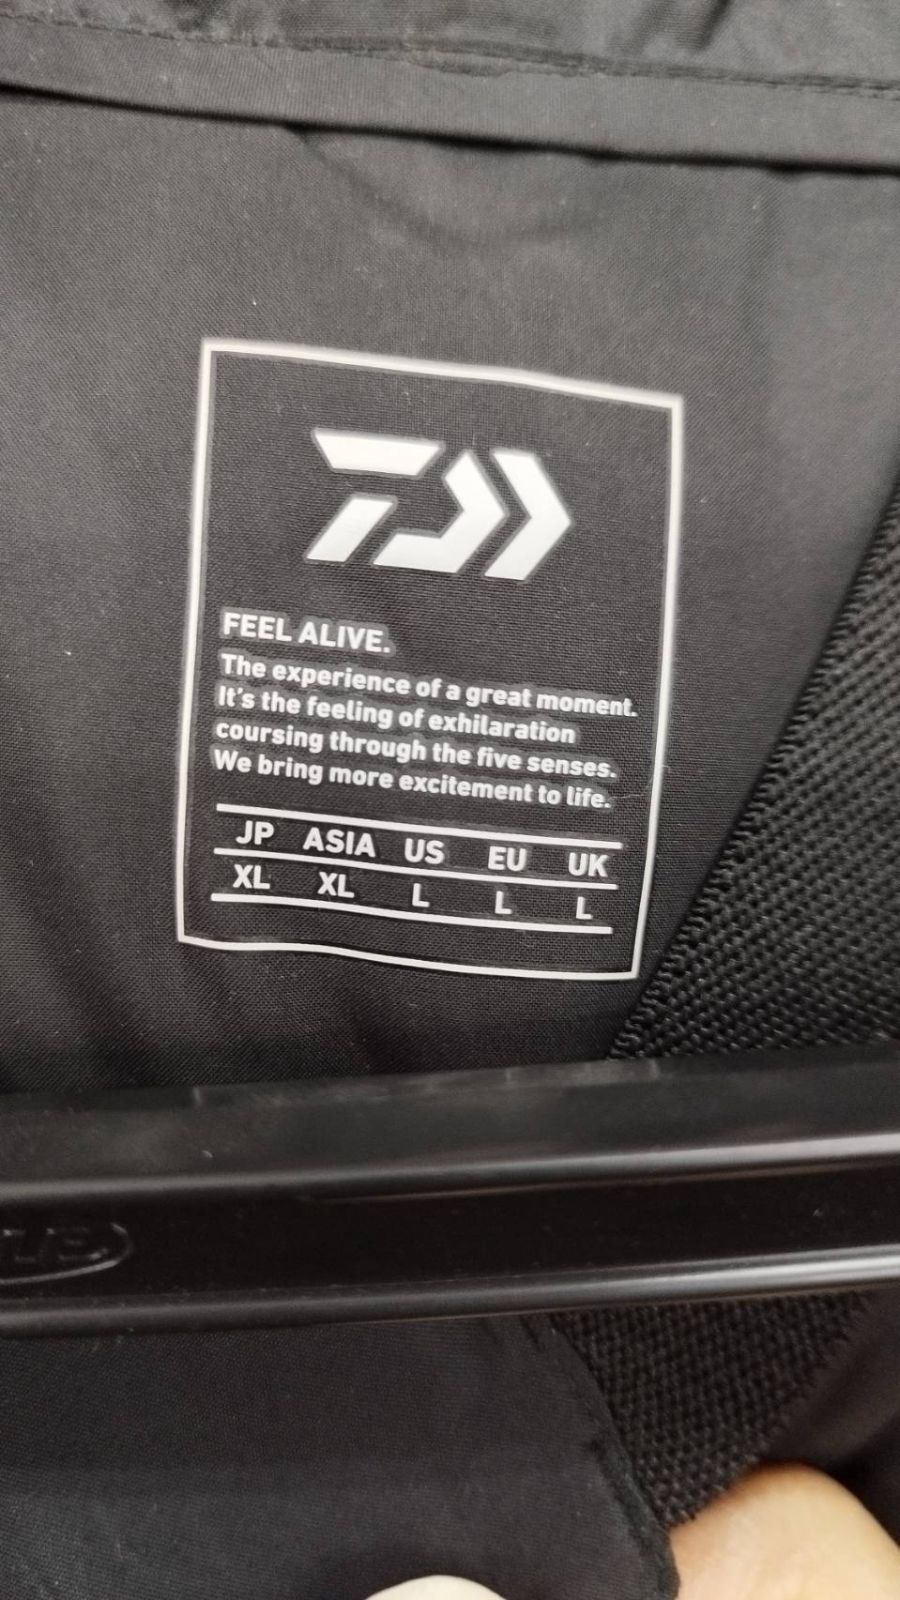 FEEL ALIVE.
The experience of a great moment.
It's the feeling of exhilaration
coursing through the five senses.
We bring more excitement to life.
JP ASIA US EU UK
XL XL L L L